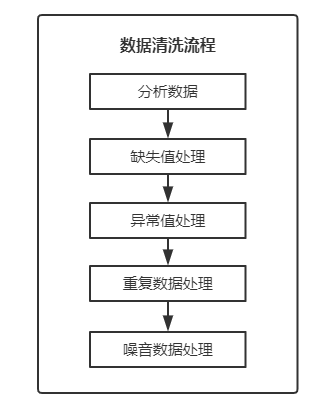 数据清洗流程
分析数据
缺失值处理
异常值处理
重复数据处理
噪音数据处理